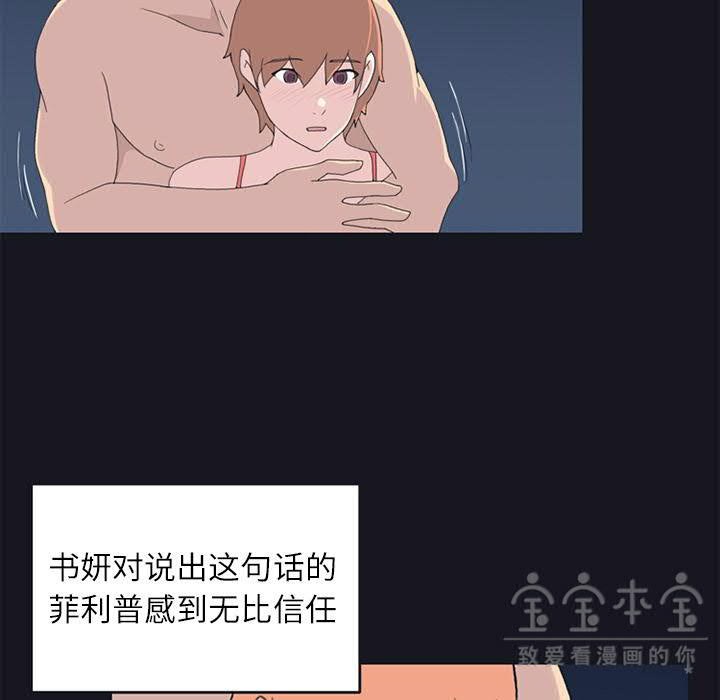 书妍对说出这句话的
菲利普感到无比信任
宝宝本宝
致爱看漫画的你